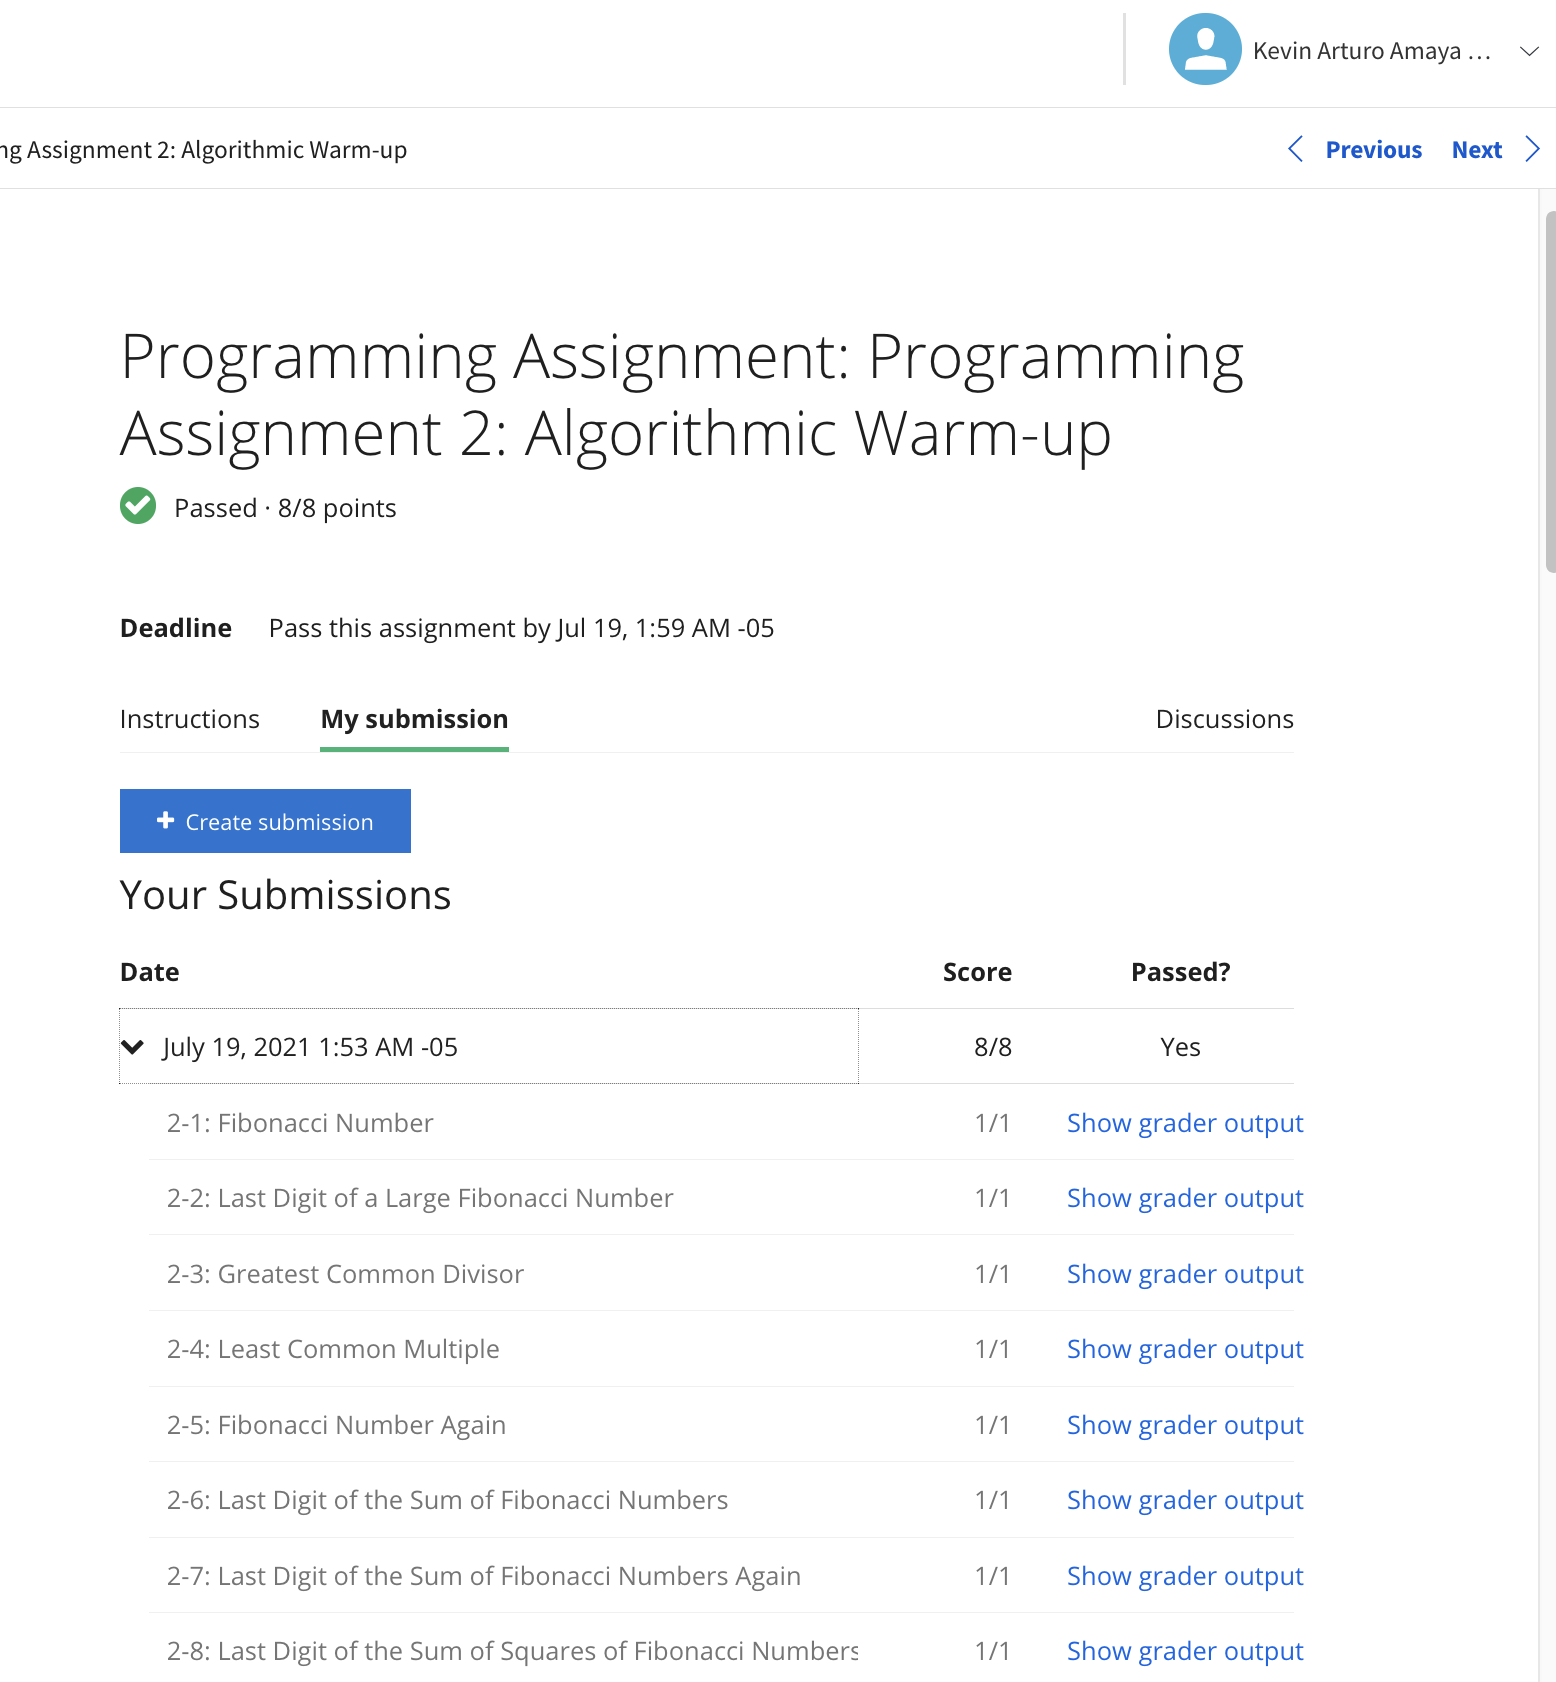 Kevin Arturo Amaya ...
ng Assignment 2: Algorithmic Warm-up
Previous Next
Programming Assignment: Programming
Assignment 2: Algorithmic Warm-up
Passed · 8/8 points
Deadline Pass this assignment by Jul 19, 1:59 AM -05
Instructions My submission Discussions
+ Create submission
Your Submissions
Date Score Passed?
July 19, 2021 1:53 AM -05 8/8 Yes
2-1: Fibonacci Number 1/1 Show grader output
2-2: Last Digit of a Large Fibonacci Number 1/1 Show grader output
2-3: Greatest Common Divisor 1/1 Show grader output
2-4: Least Common Multiple 1/1 Show grader output
2-5: Fibonacci Number Again 1/1 Show grader output
2-6: Last Digit of the Sum of Fibonacci Numbers 1/1 Show grader output
2-7: Last Digit of the Sum of Fibonacci Numbers Again 1/1 Show grader output
2-8: Last Digit of the Sum of Squares of Fibonacci Numbers 1/1 Show grader output